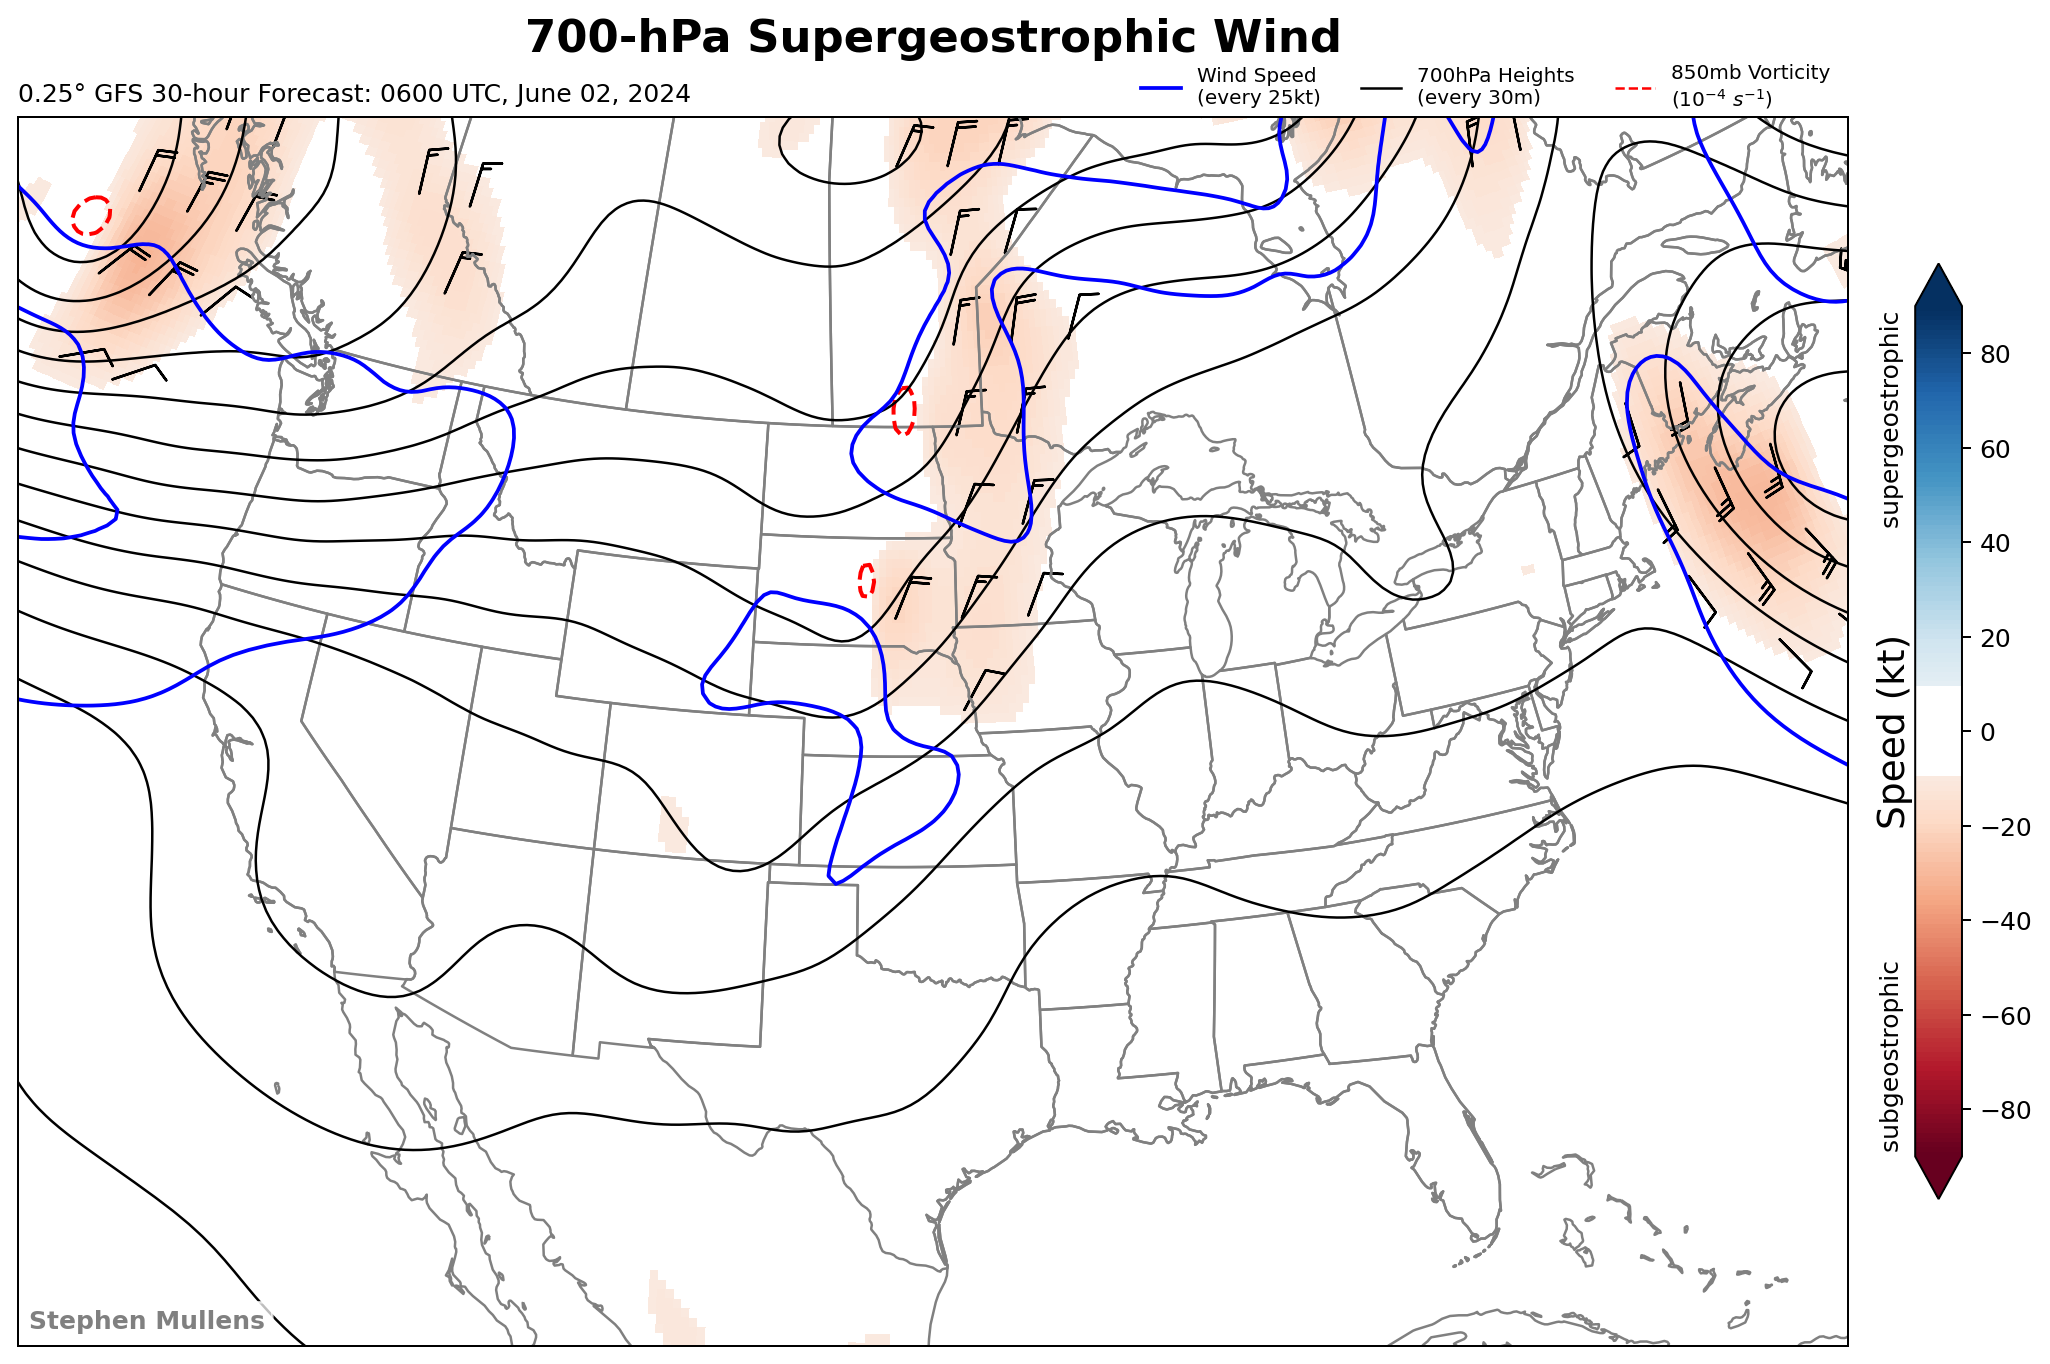 700-hPa Supergeostrophic Wind
0.25° GFS 30-hour Forecast: 0600 UTC, June 02, 2024
Wind Speed
(every 25kt)
700hPa Heights
(every 30m)
850mb Vorticity
(10⁻⁴ s⁻¹)
supergeostrophic
Speed (kt)
subgeostrophic
80
60
40
20
0
−20
−40
−60
−80
Stephen Mullens